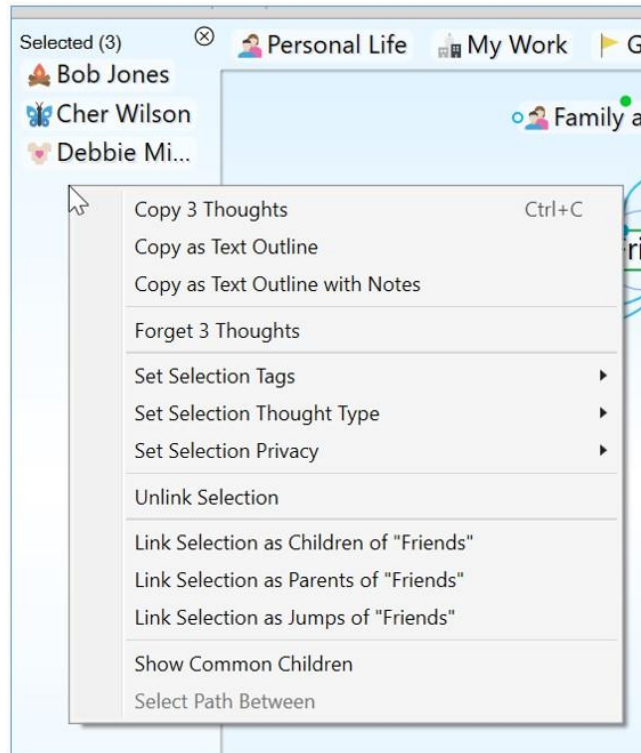 Selected (3)
Bob Jones
Cher Wilson
Debbie Mi...
Personal Life
My Work
G
Family a
Fri
Copy 3 Thoughts Ctrl+C
Copy as Text Outline
Copy as Text Outline with Notes
Forget 3 Thoughts
Set Selection Tags
Set Selection Thought Type
Set Selection Privacy
Unlink Selection
Link Selection as Children of "Friends"
Link Selection as Parents of "Friends"
Link Selection as Jumps of "Friends"
Show Common Children
Select Path Between